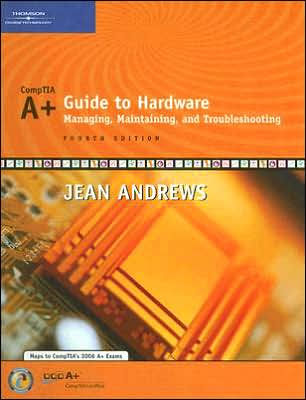 THOMSON
COURSE TECHNOLOGY
CompTIA
A+
Guide to Hardware
Managing, Maintaining, and Troubleshooting
FOURTH EDITION
JEAN ANDREWS
Maps to CompTIA's 2006 A+ Exams
A+